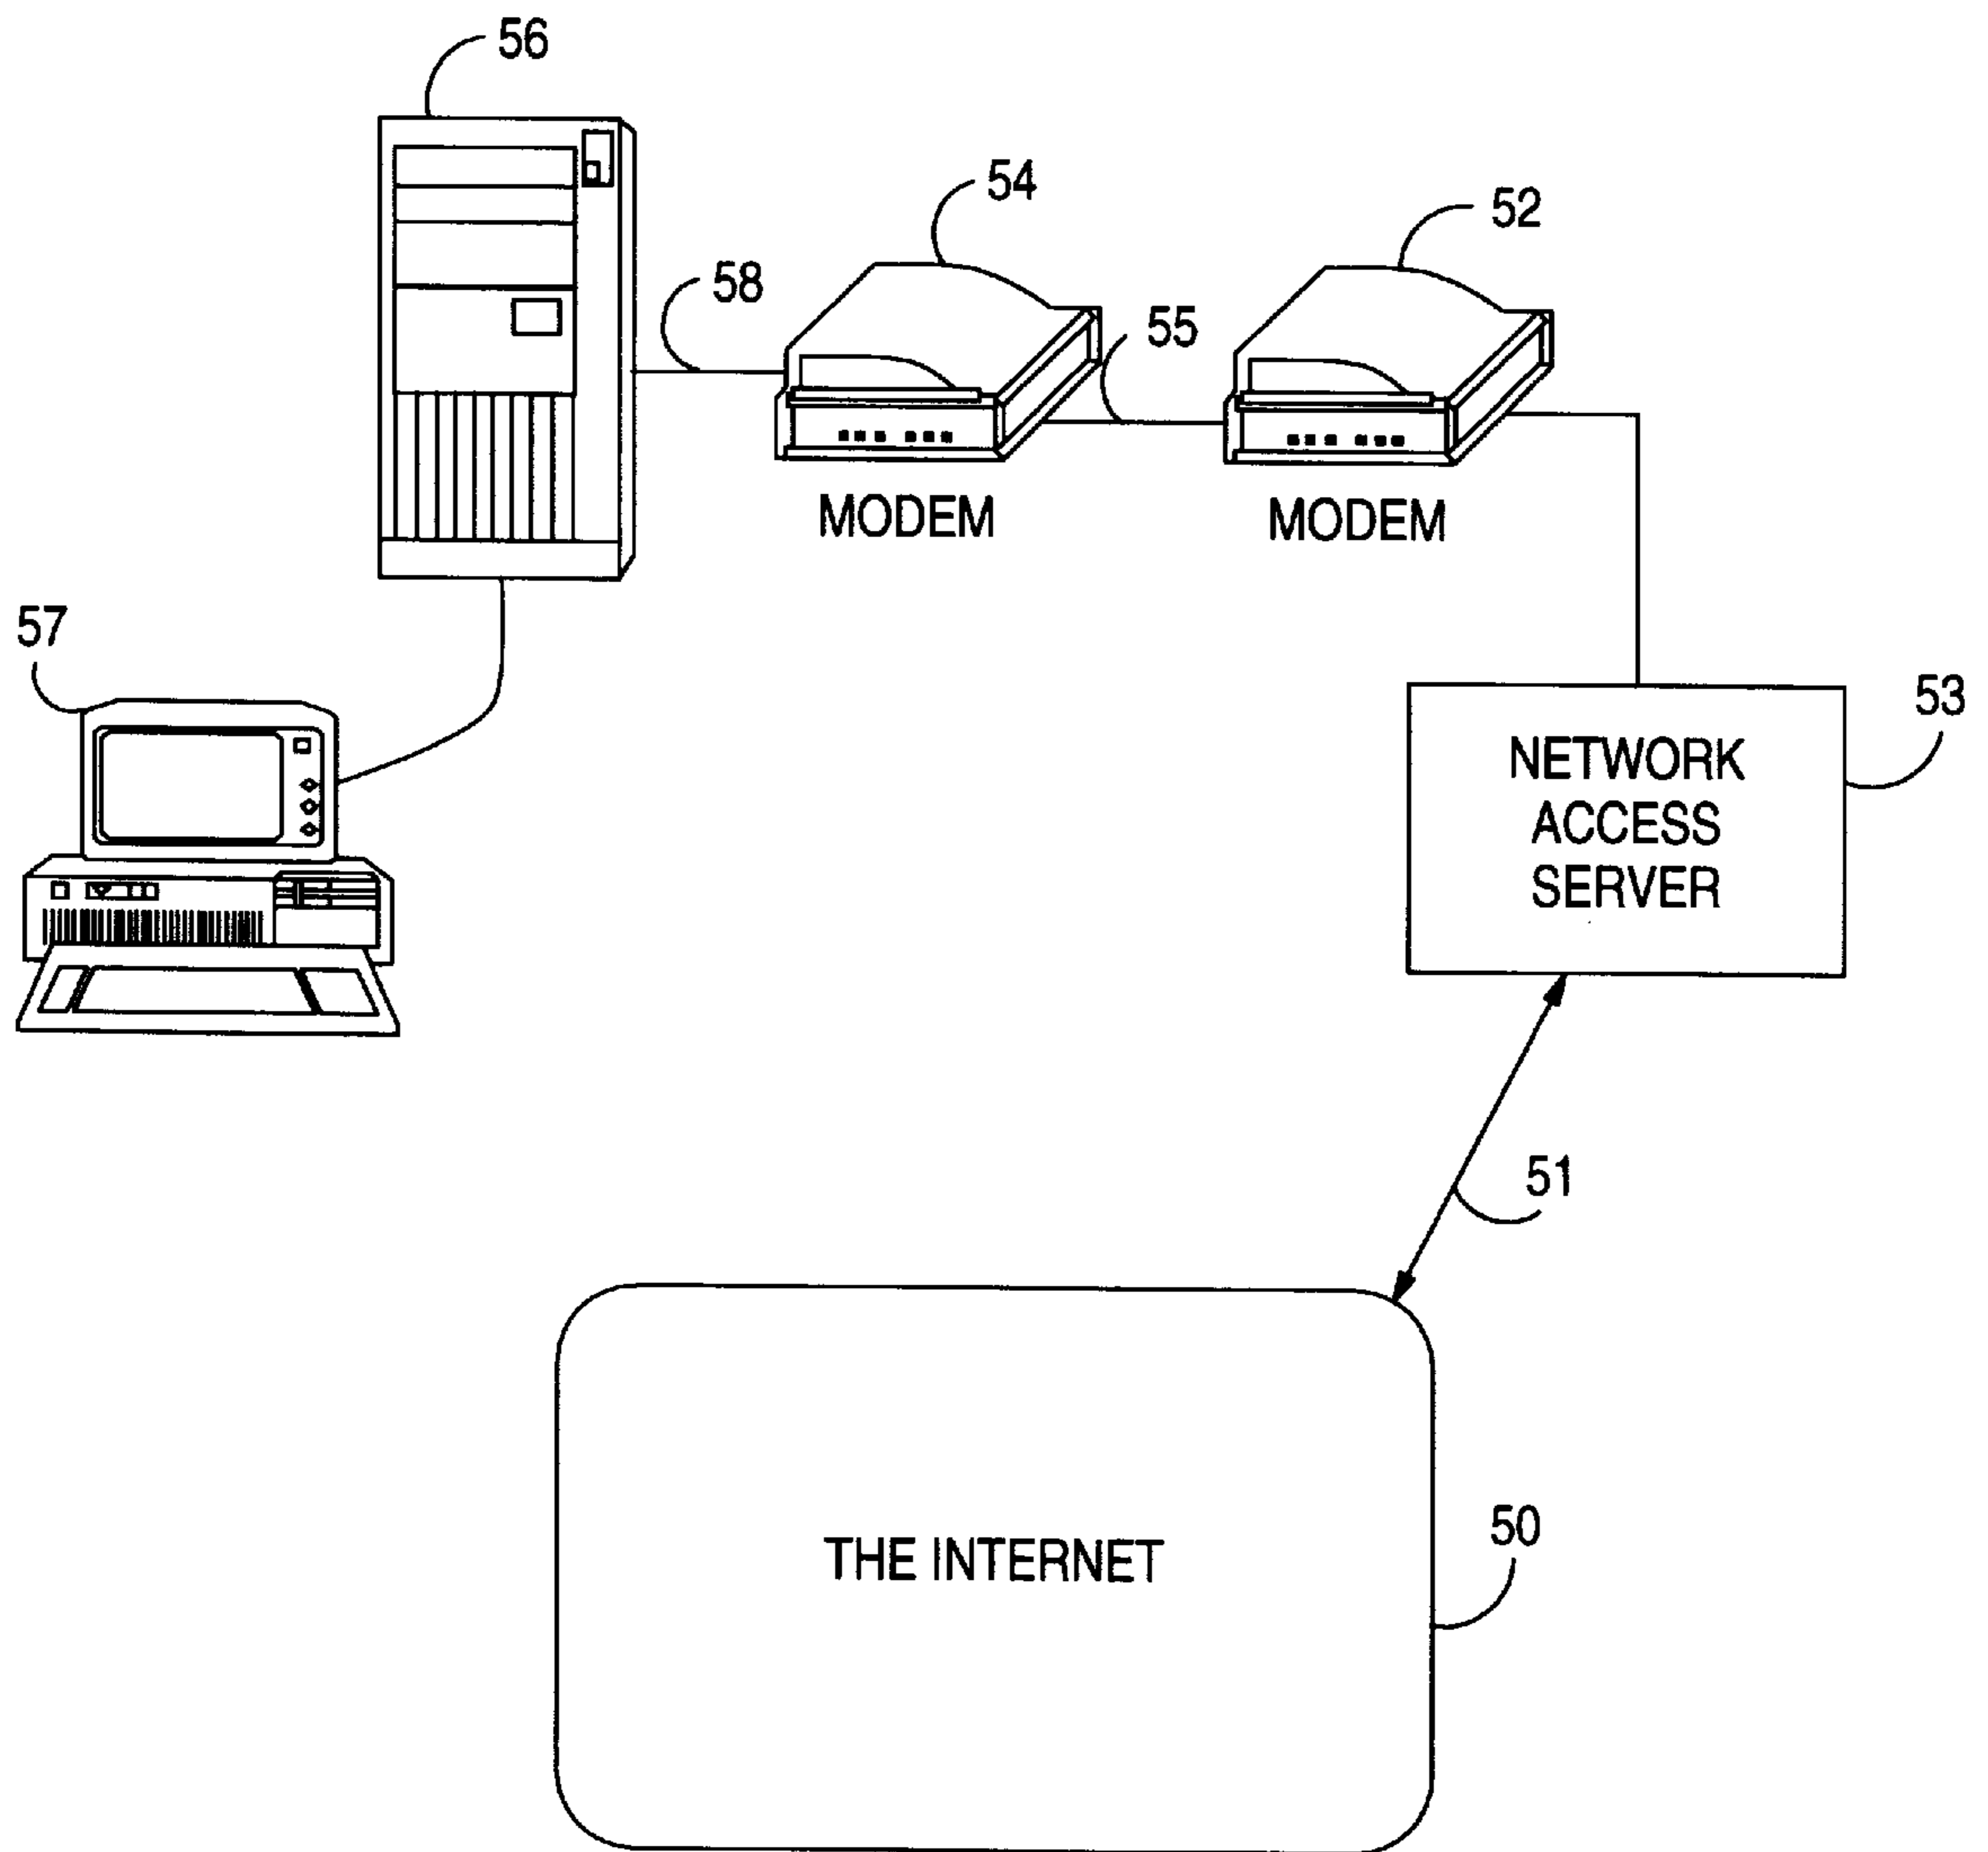 56
54
52
58
55
MODEM
MODEM
57
53
NETWORK
ACCESS
SERVER
51
50
THE INTERNET